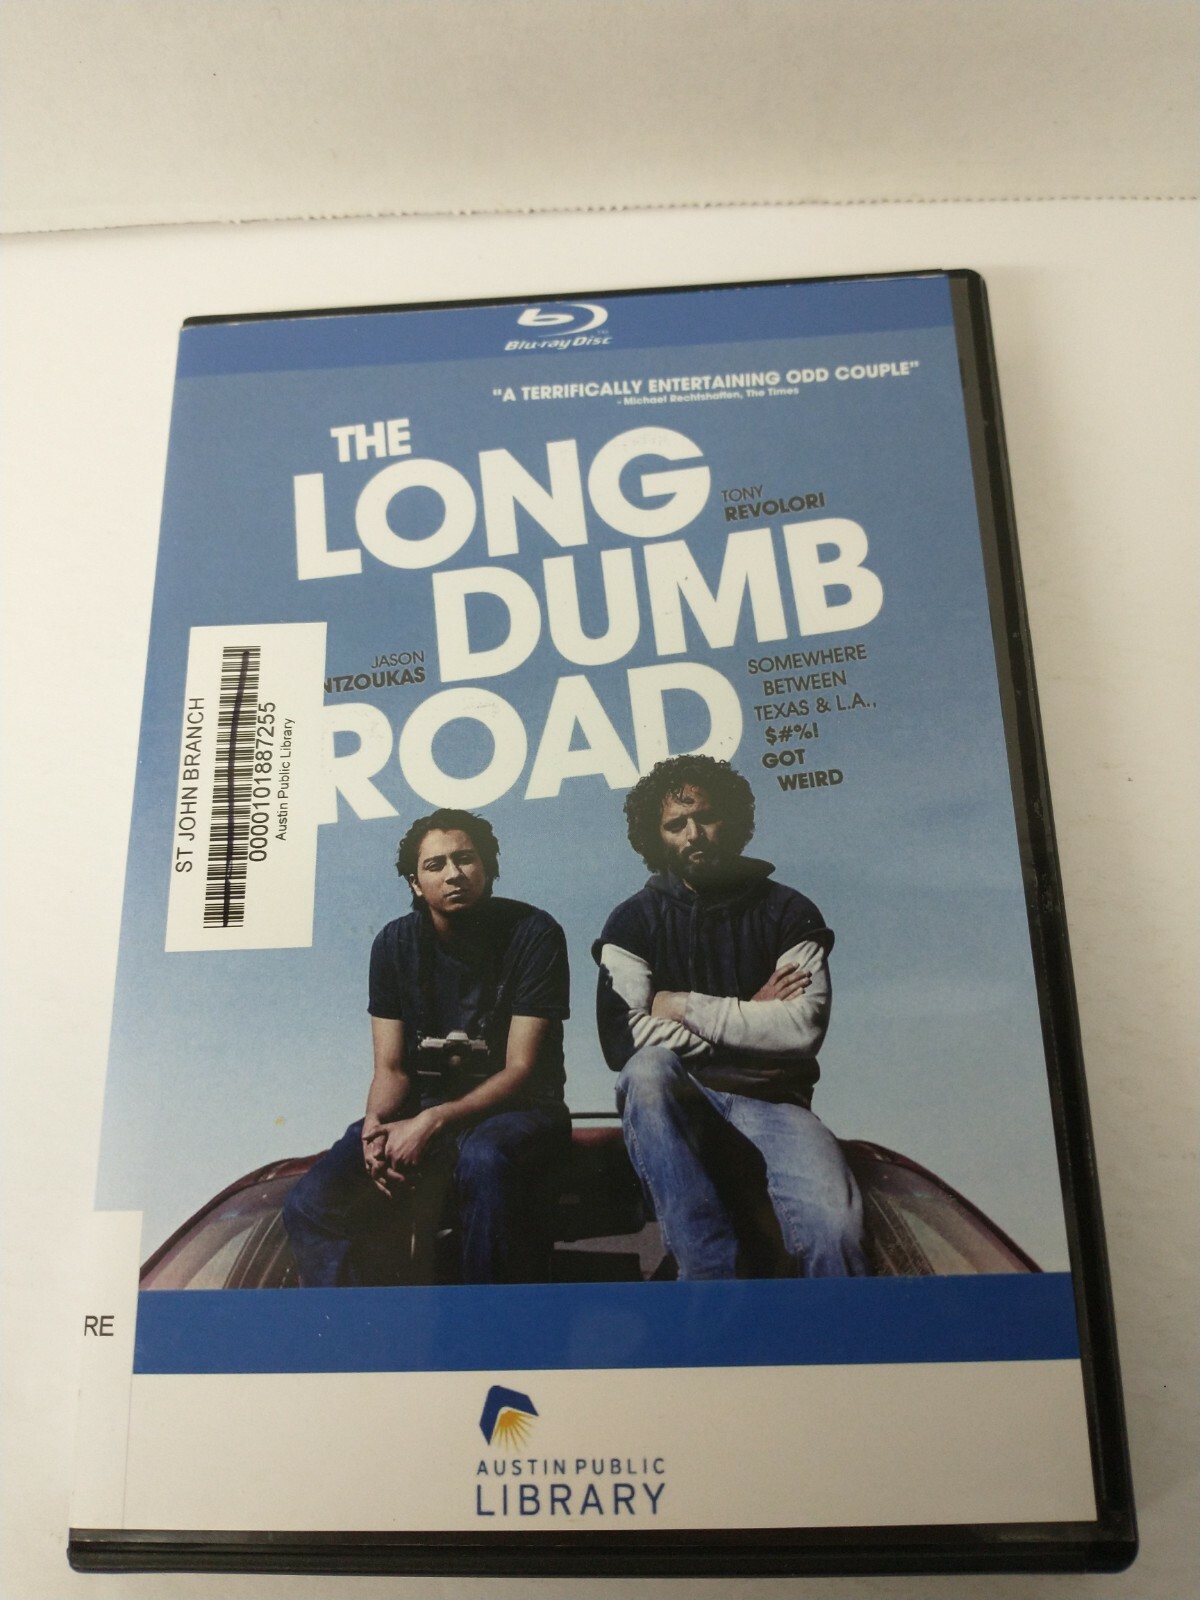 Blu-ray Disc™
“A TERRIFICALLY ENTERTAINING ODD COUPLE”
- Michael Rechtshaffen, The Times
THE
LONG
TONY
REVOLORI
DUMB
JASON
NTZOUKAS
ROAD
SOMEWHERE
BETWEEN
TEXAS & L.A.,
$#%!
GOT
WEIRD
ST JOHN BRANCH
0000101887255
Austin Public Library
RE
AUSTIN PUBLIC
LIBRARY